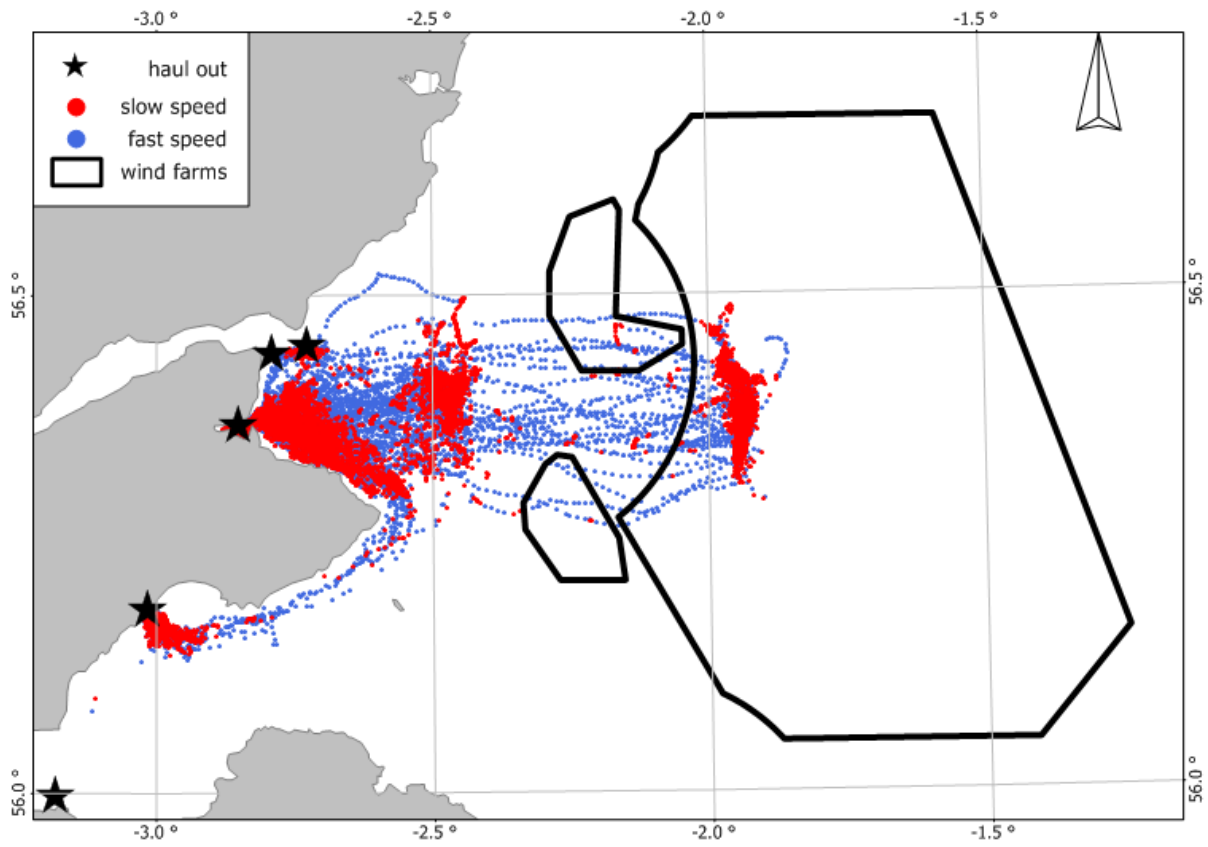 -3.0 ° -2.5 ° -2.0 ° -1.5 °
haul out
slow speed
fast speed
wind farms
56.5 ° 56.5 °
56.0 ° 56.0 °
-3.0 ° -2.5 ° -2.0 ° -1.5 °